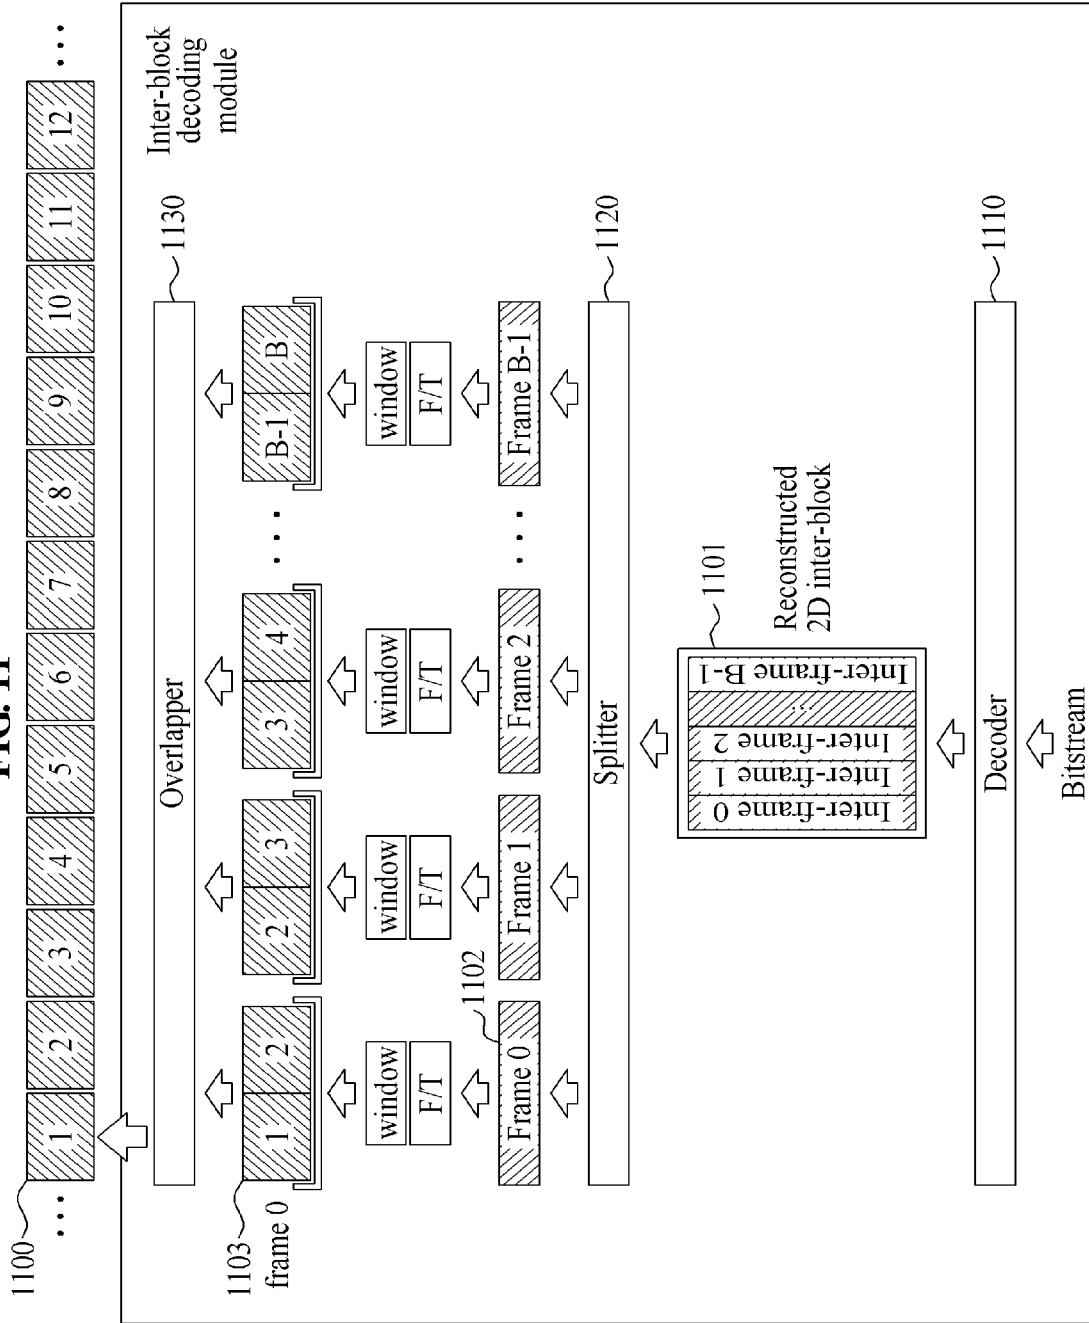 FIG. 11
1100
... 1 2 3 4 5 6 7 8 9 10 11 12 ...
Inter-block
decoding
module
Overlapper
1130
1103
frame 0
1 2
2 3
3 4
...
B-1 B
window
F/T
window
F/T
window
F/T
window
F/T
1102
Frame 0
Frame 1
Frame 2
...
Frame B-1
Splitter
1120
1101
Inter-frame 0
Inter-frame 1
Inter-frame 2
...
Inter-frame B-1
Reconstructed
2D inter-block
Decoder
1110
Bitstream